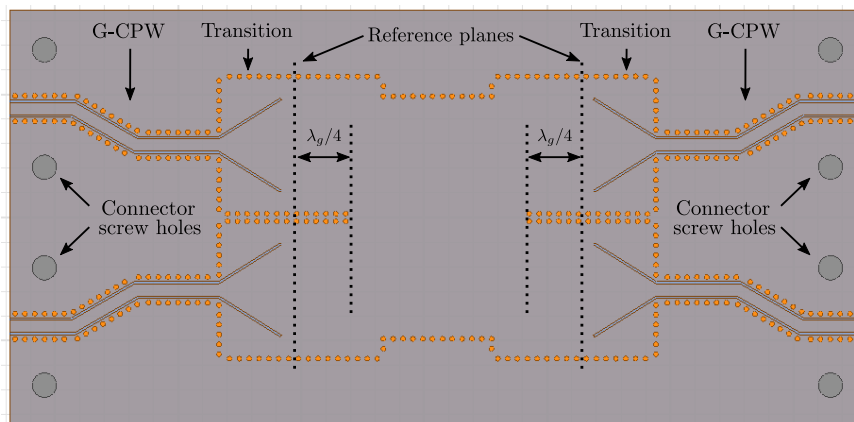 G-CPW
Transition
Reference planes
Transition
G-CPW
λg/4
λg/4
Connector
screw holes
Connector
screw holes